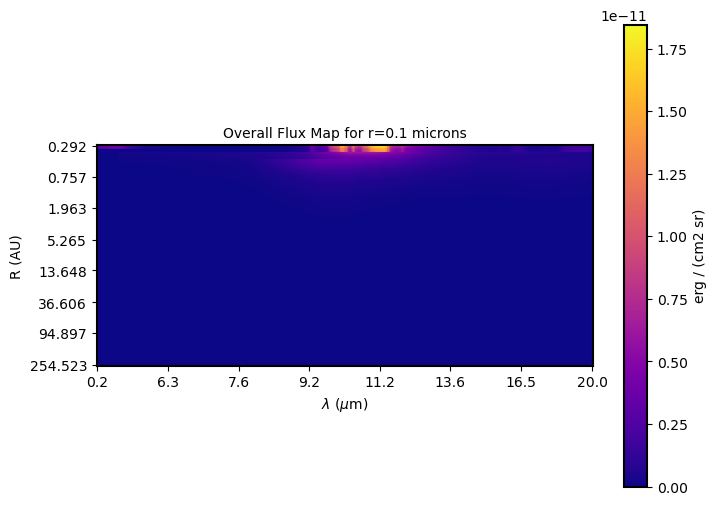 1e−11
Overall Flux Map for r=0.1 microns
R (AU)
0.292
0.757
1.963
5.265
13.648
36.606
94.897
254.523
0.2 6.3 7.6 9.2 11.2 13.6 16.5 20.0
λ (μm)
1.75
1.50
1.25
1.00
0.75
0.50
0.25
0.00
erg / (cm2 sr)